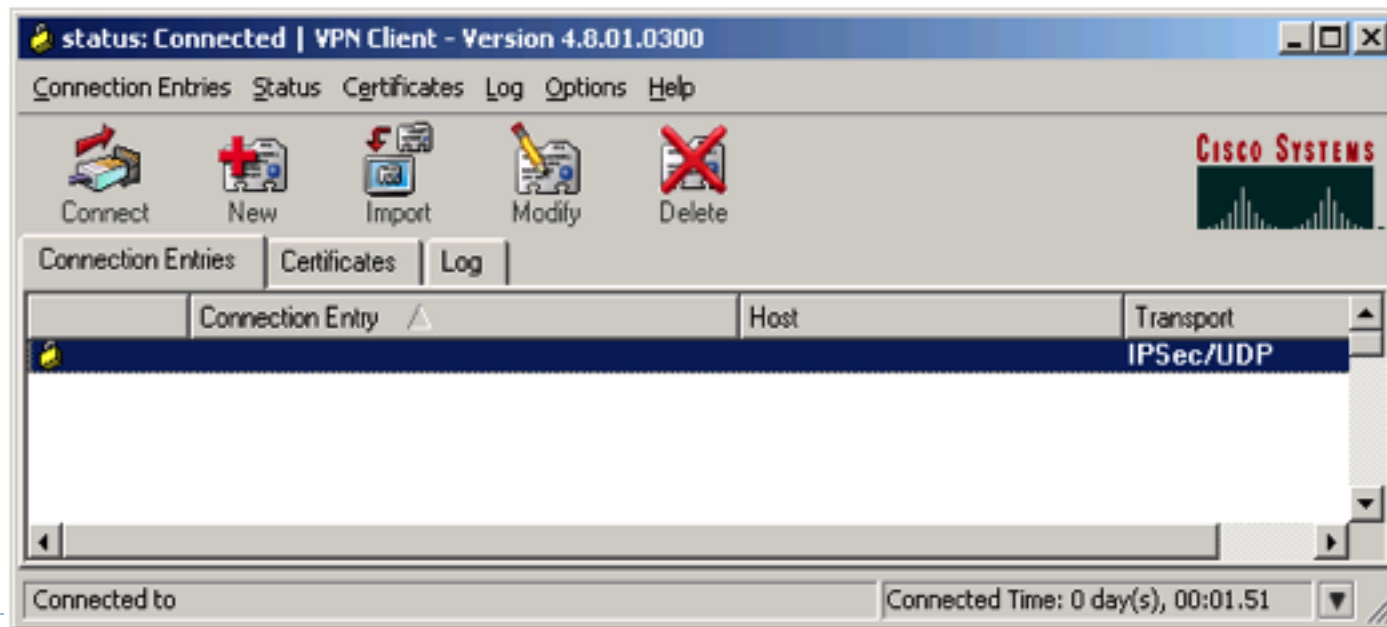 status: Connected | VPN Client - Version 4.8.01.0300
Connection Entries Status Certificates Log Options Help
Connect New Import Modify Delete
CISCO SYSTEMS
Connection Entries Certificates Log
Connection Entry Host Transport
IPSec/UDP
Connected to Connected Time: 0 day(s), 00:01.51